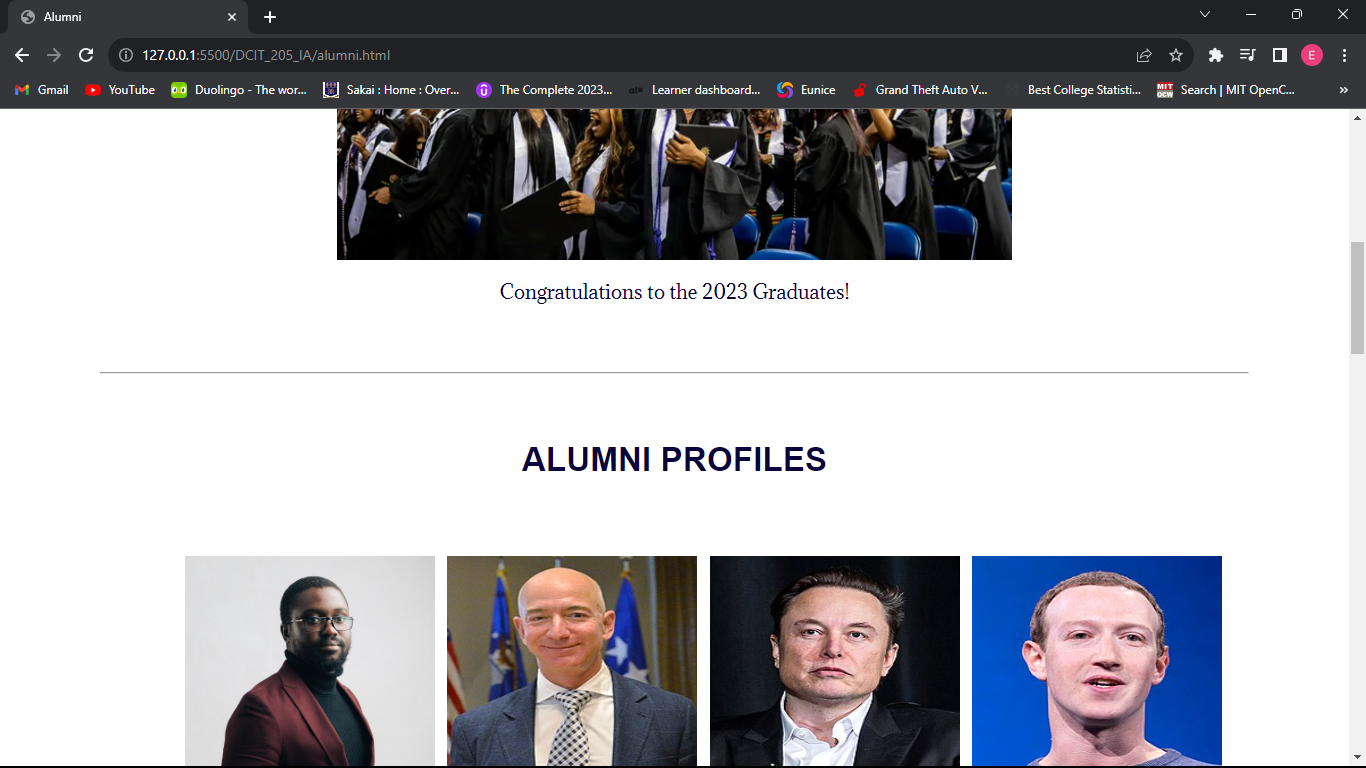 Alumni
127.0.0.1:5500/DCIT_205_IA/alumni.html
E
Gmail
YouTube
Duolingo - The wor...
Sakai : Home : Over...
The Complete 2023...
Learner dashboard...
Eunice
Grand Theft Auto V...
Best College Statisti...
MIT OCW
Search | MIT OpenC...
»
Congratulations to the 2023 Graduates!
ALUMNI PROFILES